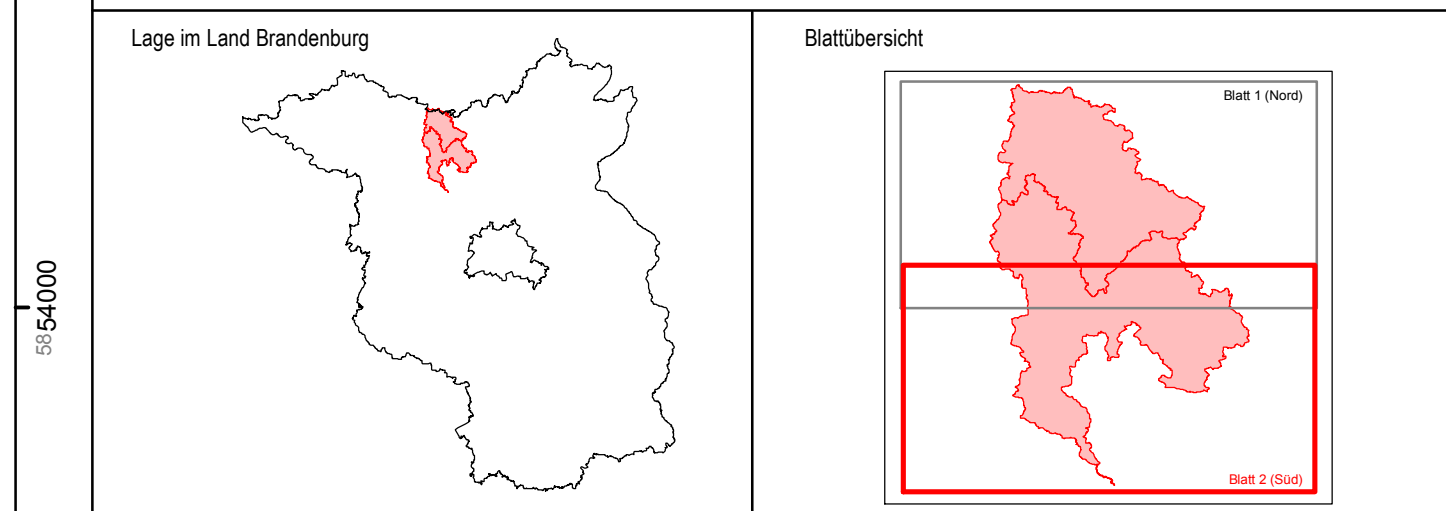 Lage im Land Brandenburg
Blattübersicht
Blatt 1 (Nord)
5854000
Blatt 2 (Süd)